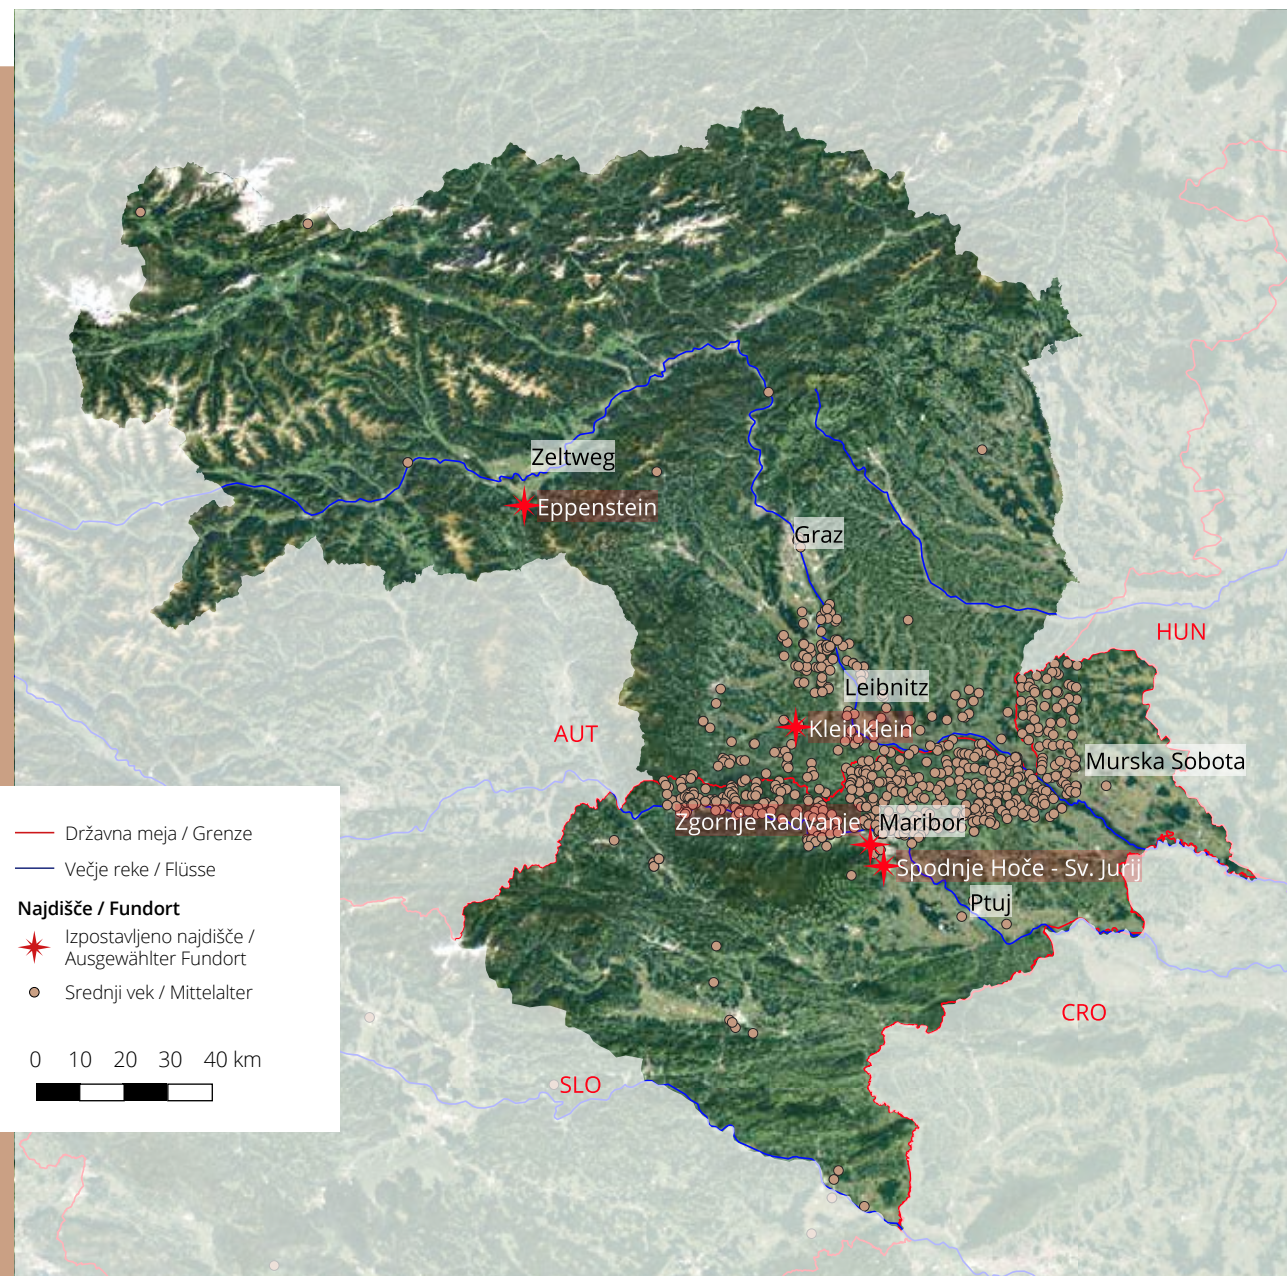 Zeltweg
Eppenstein
Graz
HUN
Leibnitz
Kleinklein
AUT
Murska Sobota
Zgornje Radvanje
Maribor
Spodnje Hoče - Sv. Jurij
Ptuj
CRO
SLO
Državna meja / Grenze
Večje reke / Flüsse
Najdišče / Fundort
Izpostavljeno najdišče /
Ausgewählter Fundort
Srednji vek / Mittelalter
0 10 20 30 40 km